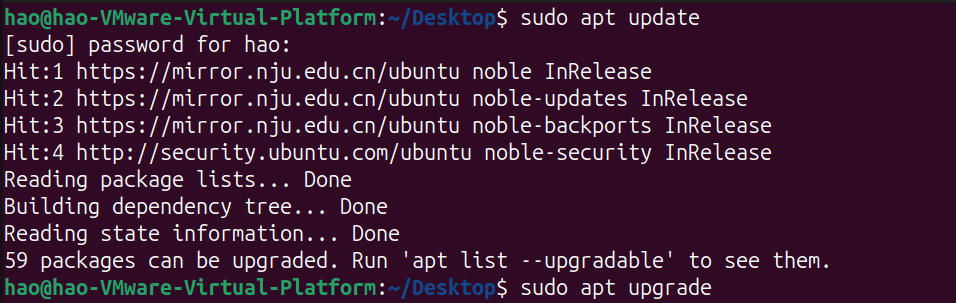 hao@hao-VMware-Virtual-Platform:~/Desktop$ sudo apt update
[sudo] password for hao:
Hit:1 https://mirror.nju.edu.cn/ubuntu noble InRelease
Hit:2 https://mirror.nju.edu.cn/ubuntu noble-updates InRelease
Hit:3 https://mirror.nju.edu.cn/ubuntu noble-backports InRelease
Hit:4 http://security.ubuntu.com/ubuntu noble-security InRelease
Reading package lists... Done
Building dependency tree... Done
Reading state information... Done
59 packages can be upgraded. Run 'apt list --upgradable' to see them.
hao@hao-VMware-Virtual-Platform:~/Desktop$ sudo apt upgrade